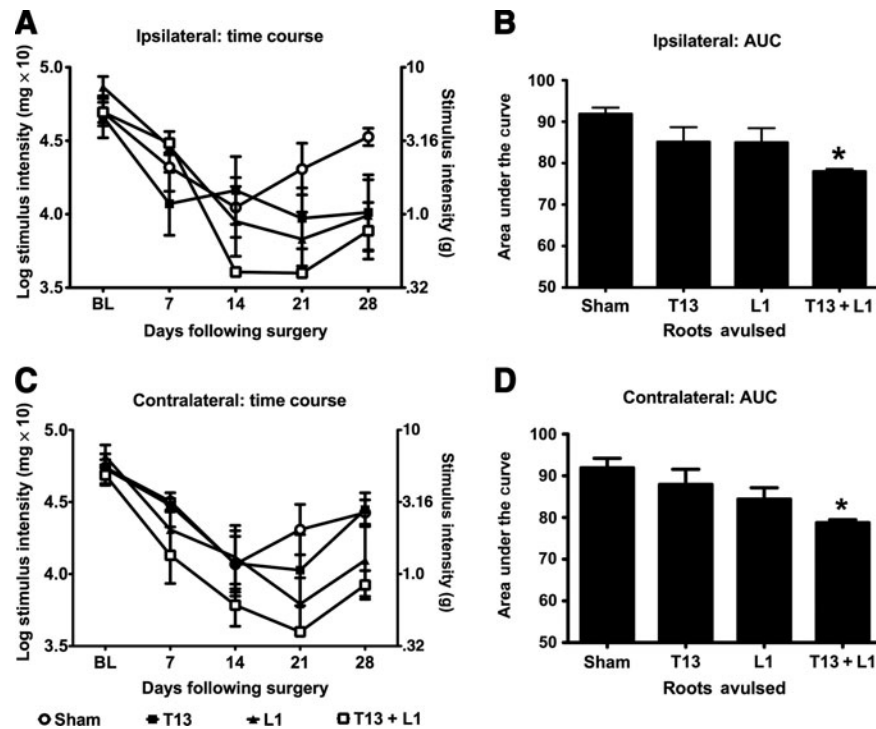 A
Ipsilateral: time course
Log stimulus intensity (mg × 10)
5.0
4.5
4.0
3.5
10
3.16
1.0
.32
Stimulus intensity (g)
BL 7 14 21 28
Days following surgery
B
Ipsilateral: AUC
Area under the curve
100
90
80
70
60
50
*
Sham T13 L1 T13 + L1
Roots avulsed
C
Contralateral: time course
Log stimulus intensity (mg × 10)
5.0
4.5
4.0
3.5
10
3.16
1.0
.32
Stimulus intensity (g)
BL 7 14 21 28
Days following surgery
Sham T13 L1 T13 + L1
D
Contralateral: AUC
Area under the curve
100
90
80
70
60
50
*
Sham T13 L1 T13 + L1
Roots avulsed